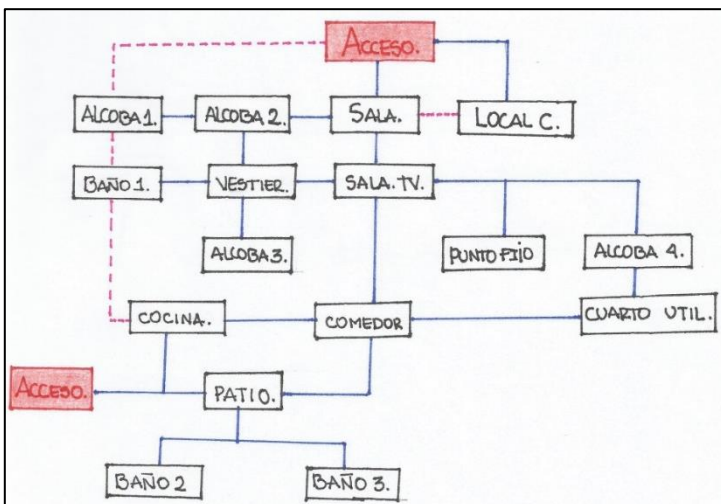 ACCESO.
ALCOBA 1.
ALCOBA 2.
SALA.
LOCAL C.
BAÑO 1.
VESTIER.
SALA. TV.
ALCOBA 3.
PUNTO FIJO
ALCOBA 4.
COCINA.
COMEDOR
CUARTO UTIL.
ACCESO.
PATIO.
BAÑO 2
BAÑO 3.